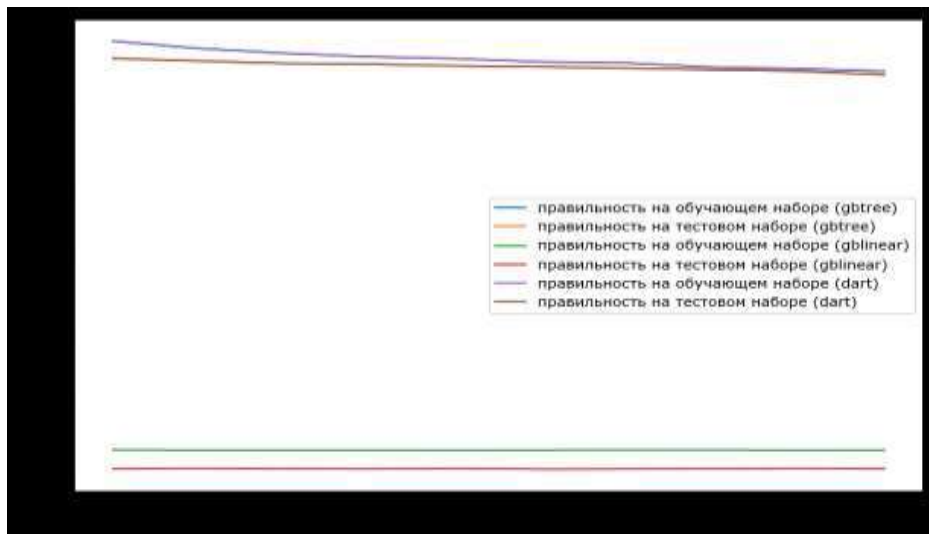 правильность на обучающем наборе (gbtree)
правильность на тестовом наборе (gbtree)
правильность на обучающем наборе (gblinear)
правильность на тестовом наборе (gblinear)
правильность на обучающем наборе (dart)
правильность на тестовом наборе (dart)